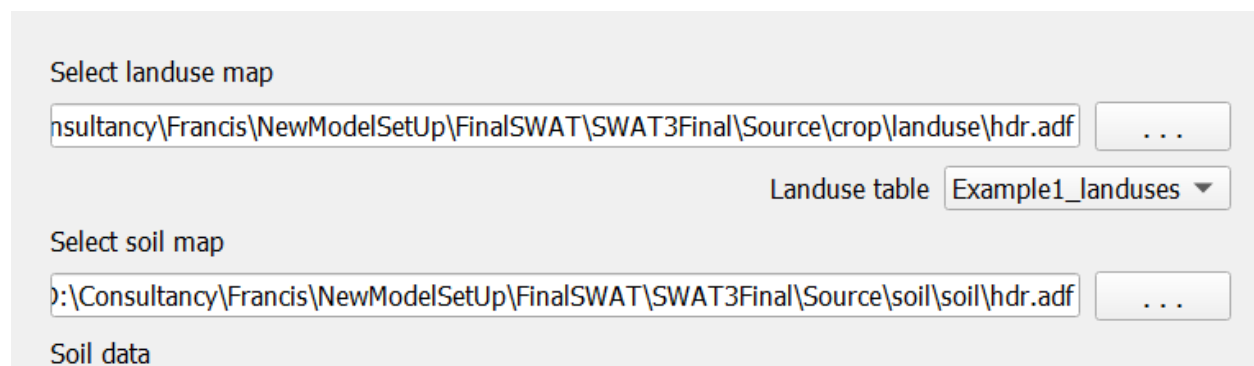 Select landuse map
nsultancy\Francis\NewModelSetUp\FinalSWAT\SWAT3Final\Source\crop\landuse\hdr.adf
...
Landuse table Example1_landuses
Select soil map
:\Consultancy\Francis\NewModelSetUp\FinalSWAT\SWAT3Final\Source\soil\soil\hdr.adf
...
Soil data